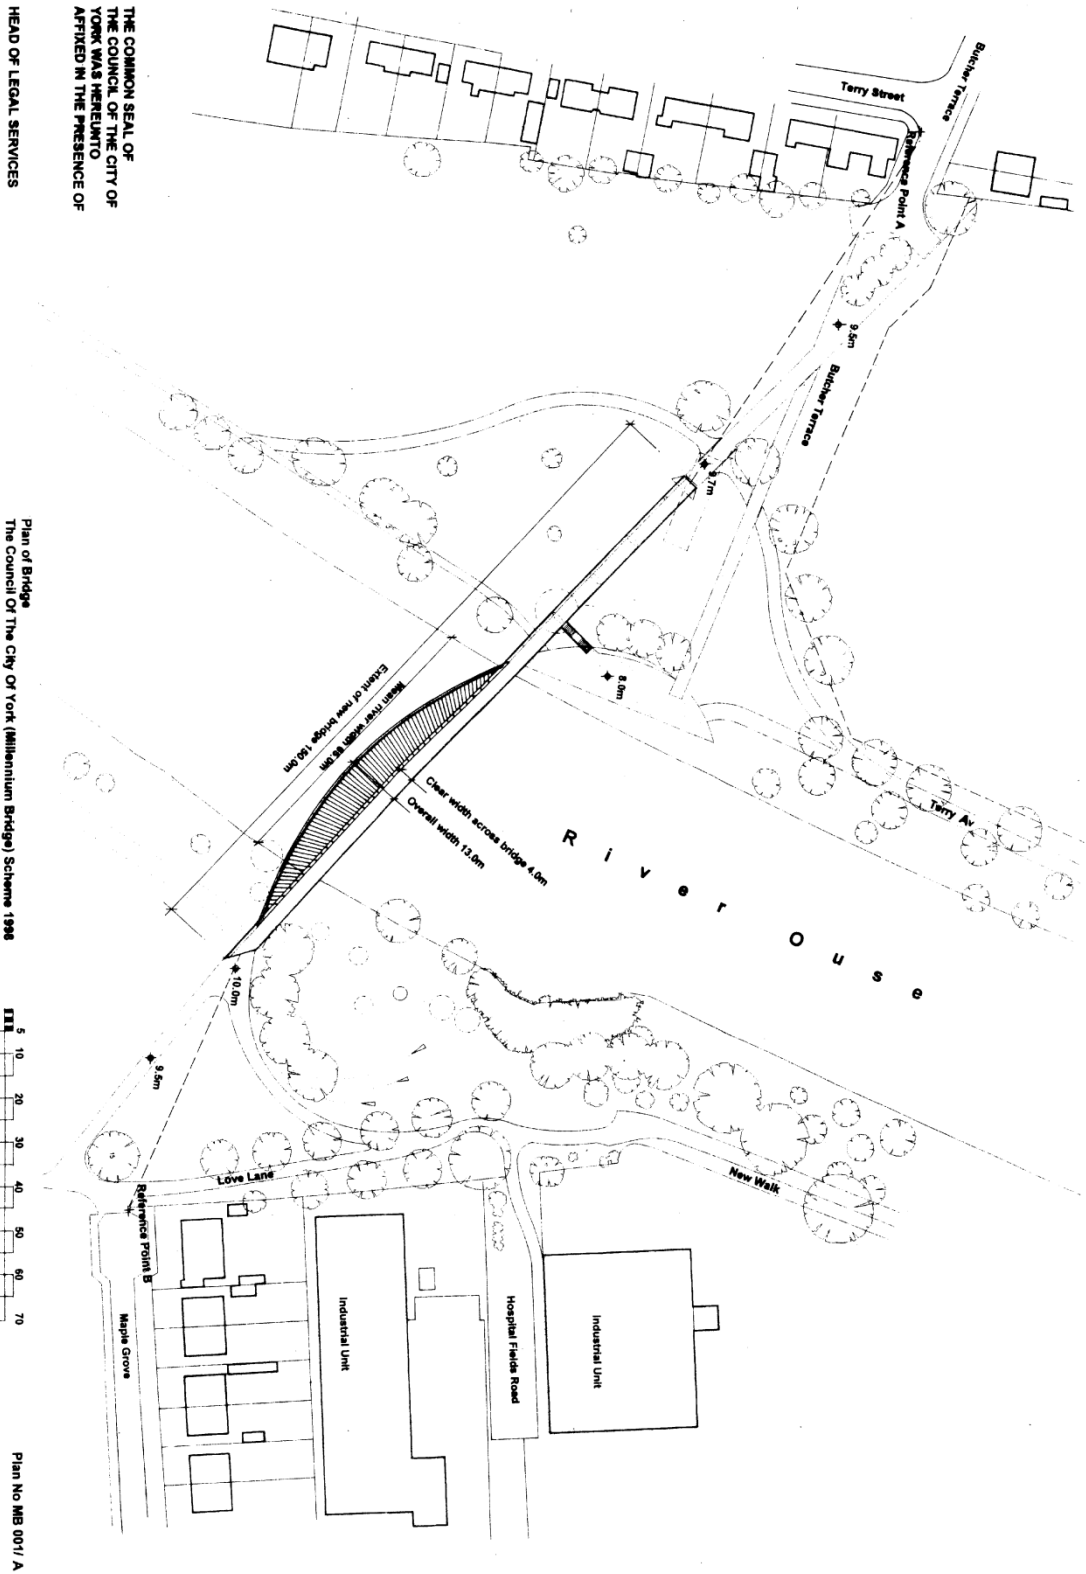 THE COMMON SEAL OF
THE COUNCIL OF THE CITY OF
YORK WAS HEREUNTO
AFFIXED IN THE PRESENCE OF
HEAD OF LEGAL SERVICES
Butcher Terrace
Terry Street
Reference Point A
9.5m
Butcher Terrace
9.7m
8.0m
Extent of new bridge 150.0m
Mean river width 66.0m
Clear width across bridge 4.0m
Overall width 13.0m
Terry Av
River Ouse
10.0m
9.5m
Love Lane
New Walk
Reference Point B
Maple Grove
Industrial Unit
Hospital Fields Road
Industrial Unit
Plan of Bridge
The Council Of The City Of York (Millennium Bridge) Scheme 1998
5 10 20 30 40 50 60 70
Plan No MB 001/ A